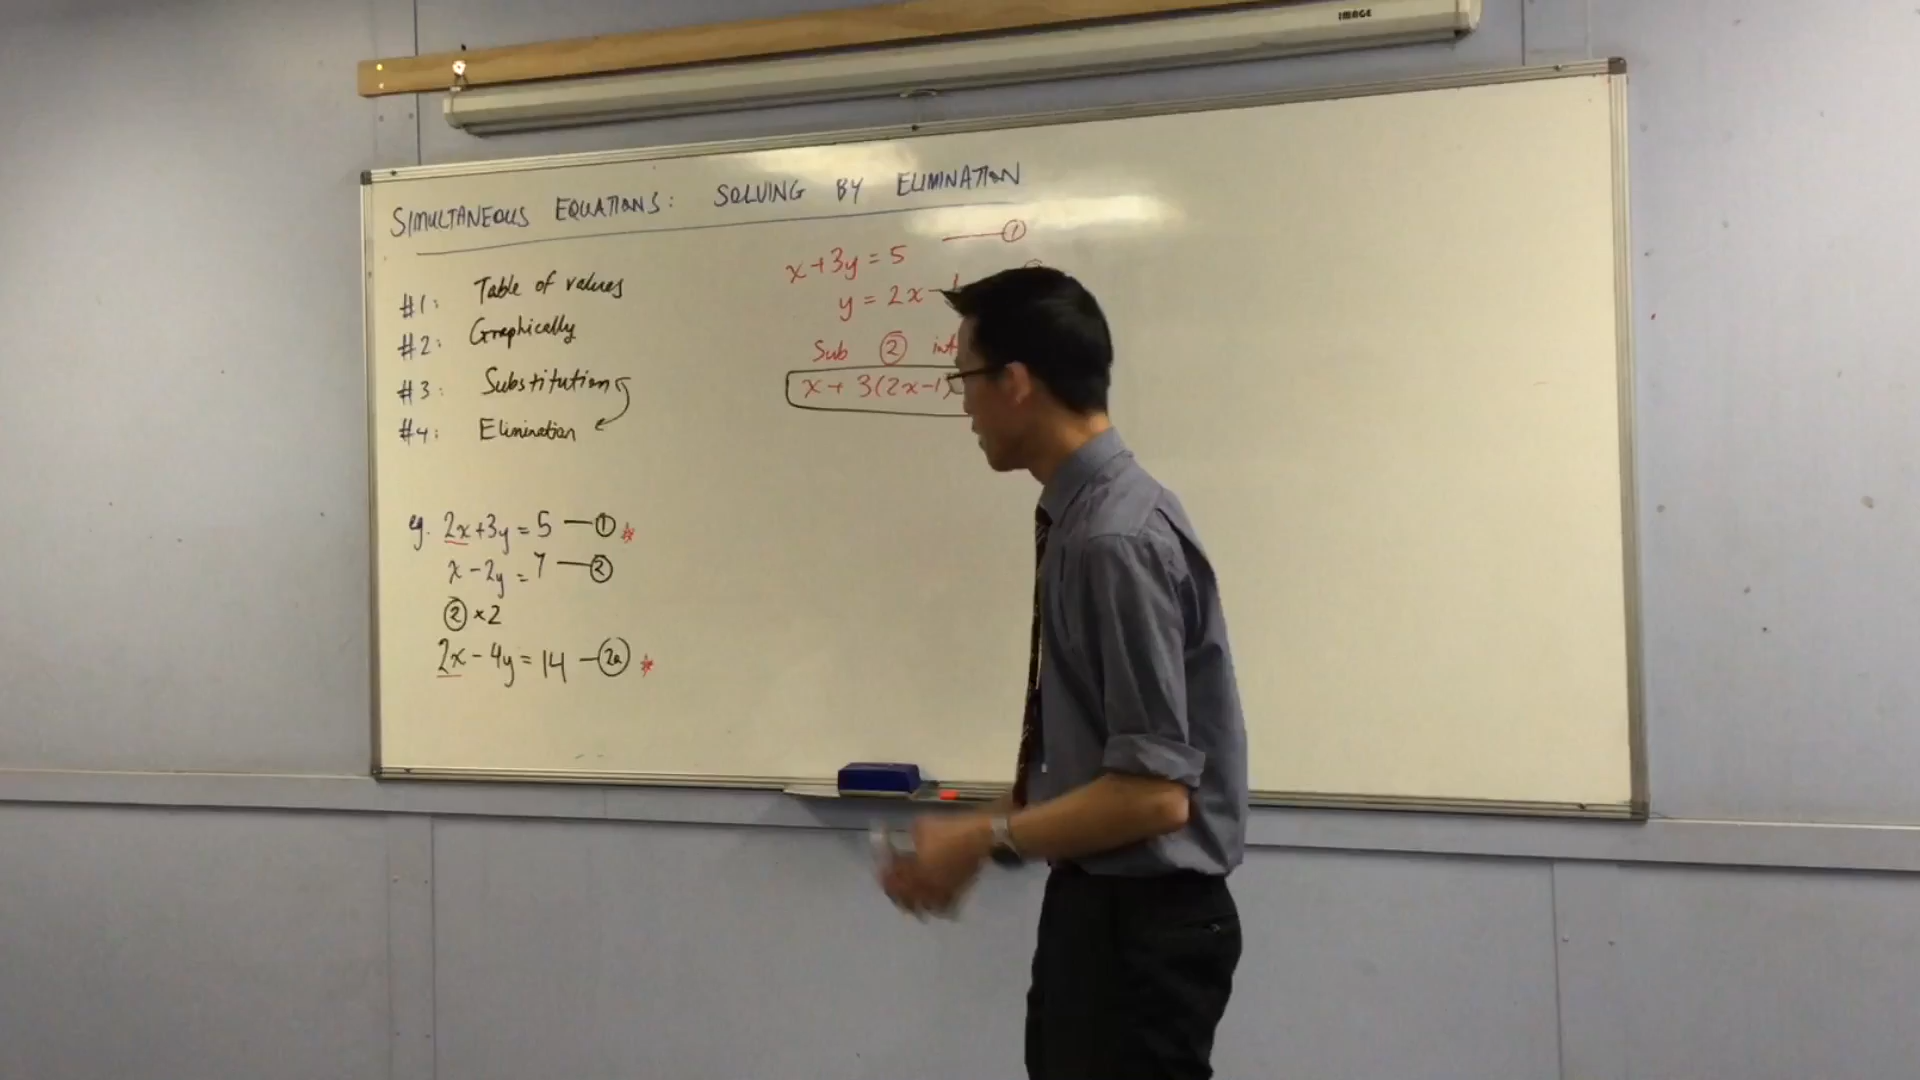 IMAGE
SIMULTANEOUS EQUATIONS: SOLVING BY ELIMINATION
#1: Table of values
#2: Graphically
#3: Substitution
#4: Elimination
eg. 2x+3y=5 —①
x-2y=7 —②
②×2
2x-4y=14 —(2a)
x+3y=5 —①
y=2x-1
Sub ②
x+3(2x-1)